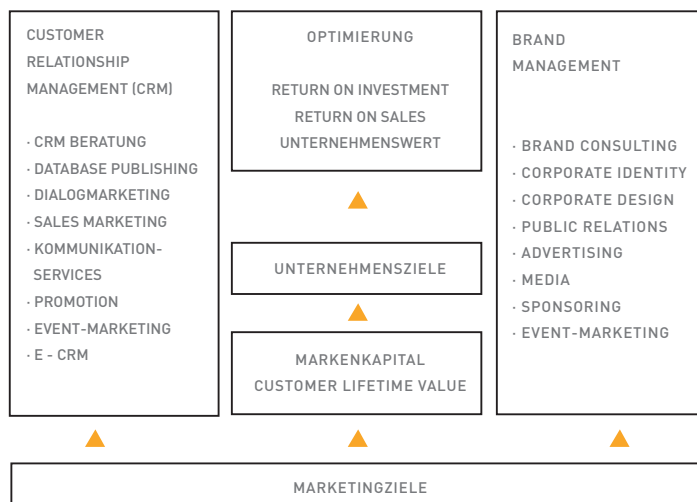 CUSTOMER
RELATIONSHIP
MANAGEMENT (CRM)
· CRM BERATUNG
· DATABASE PUBLISHING
· DIALOGMARKETING
· SALES MARKETING
· KOMMUNIKATION-
SERVICES
· PROMOTION
· EVENT-MARKETING
· E - CRM
OPTIMIERUNG
RETURN ON INVESTMENT
RETURN ON SALES
UNTERNEHMENSWERT
UNTERNEHMENSZIELE
MARKENKAPITAL
CUSTOMER LIFETIME VALUE
BRAND
MANAGEMENT
· BRAND CONSULTING
· CORPORATE IDENTITY
· CORPORATE DESIGN
· PUBLIC RELATIONS
· ADVERTISING
· MEDIA
· SPONSORING
· EVENT-MARKETING
MARKETINGZIELE